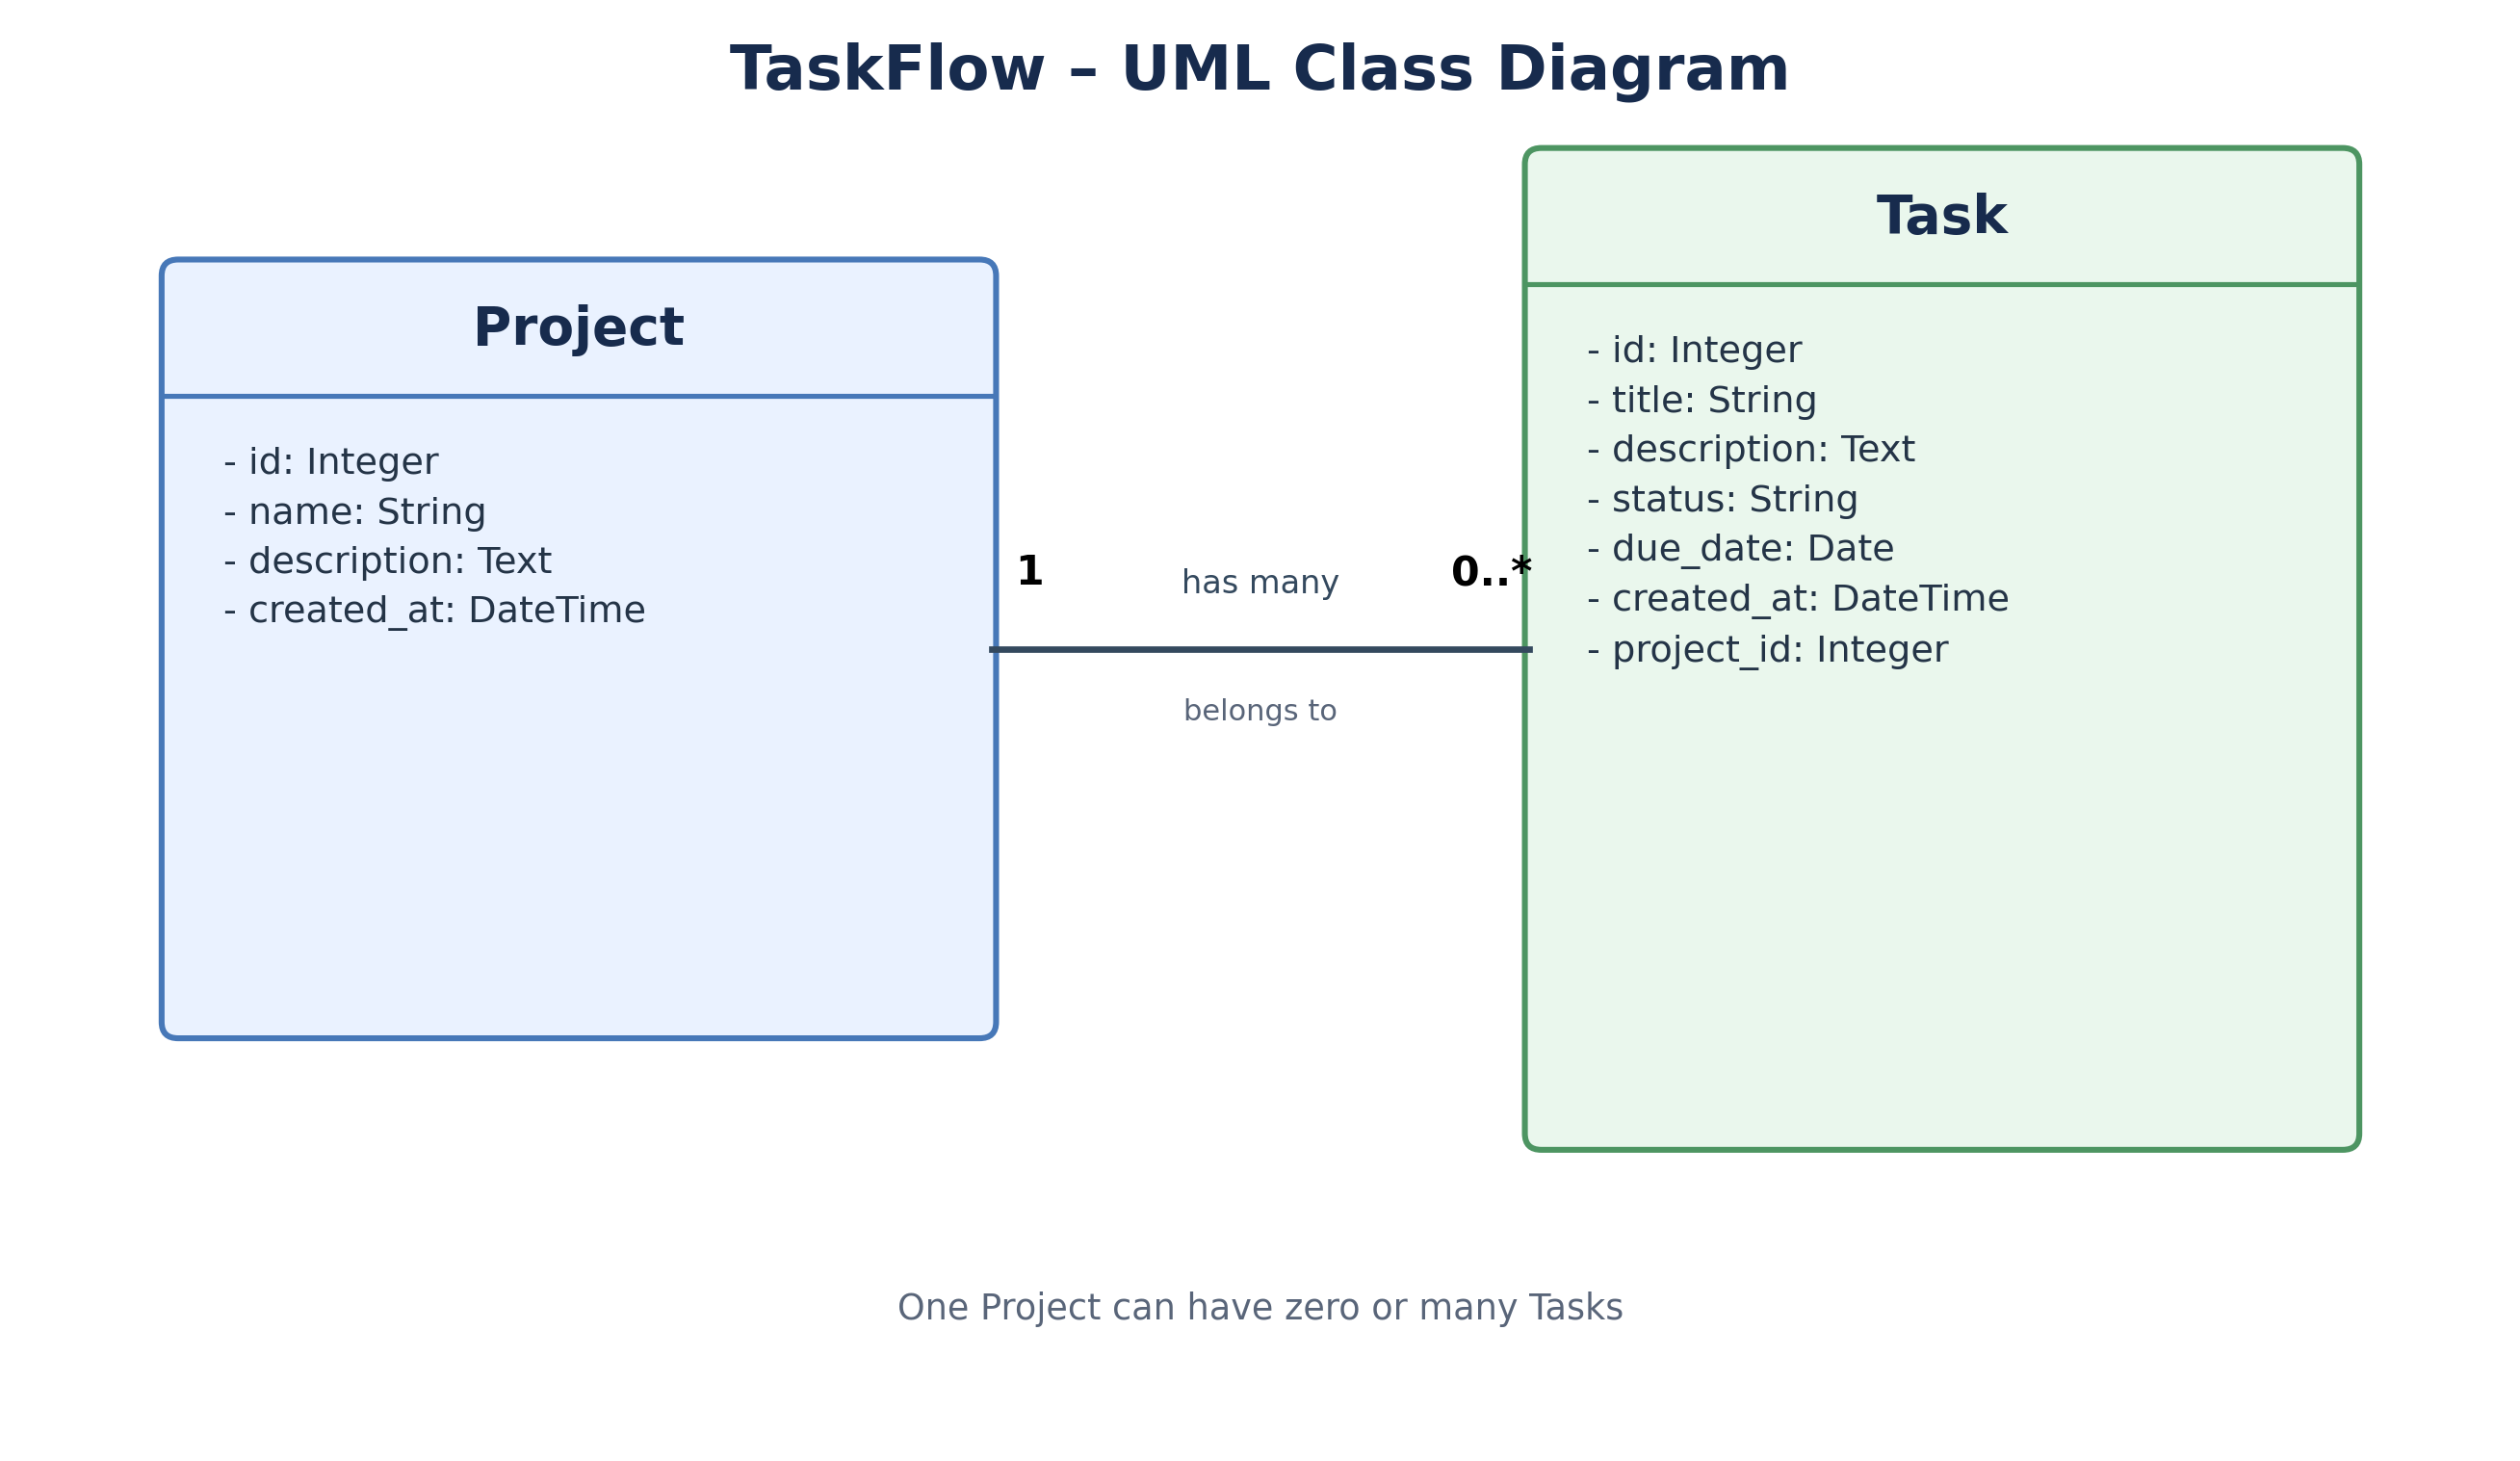 TaskFlow – UML Class Diagram
Project
- id: Integer
- name: String
- description: Text
- created_at: DateTime
1
has many
0..*
belongs to
Task
- id: Integer
- title: String
- description: Text
- status: String
- due_date: Date
- created_at: DateTime
- project_id: Integer
One Project can have zero or many Tasks